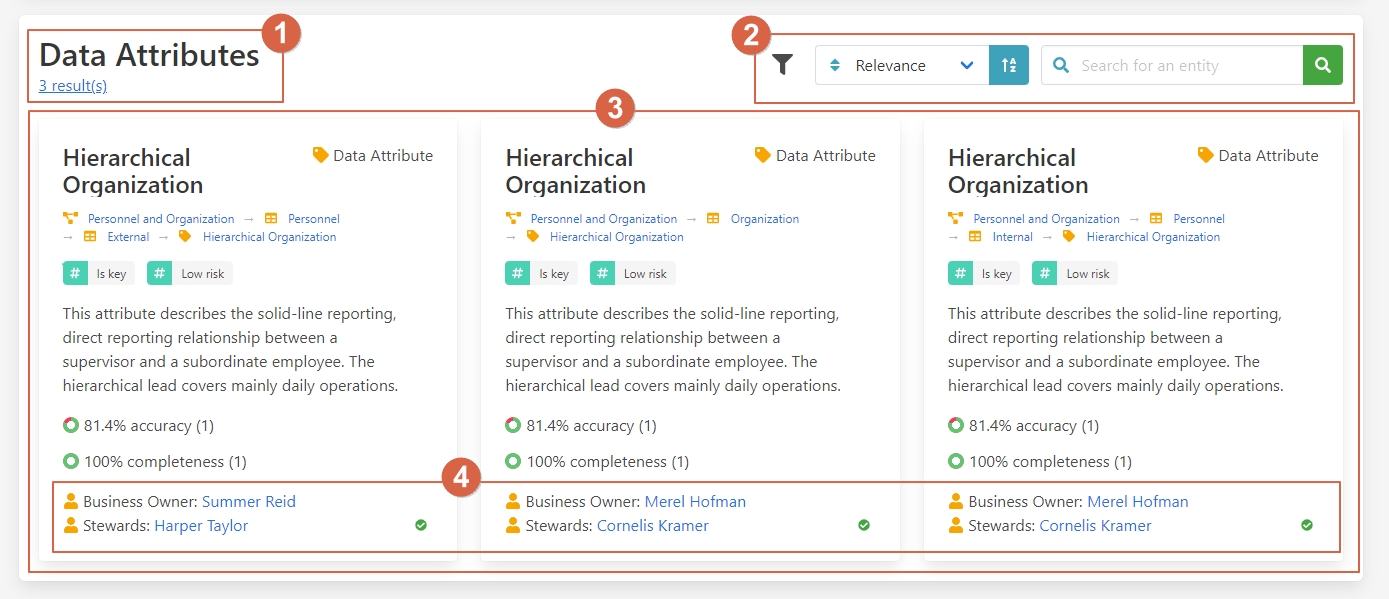 1
Data Attributes
3 result(s)
2
Relevance
Search for an entity
3
Hierarchical
Organization
Data Attribute
Personnel and Organization → Personnel
→ External → Hierarchical Organization
# Is key # Low risk
This attribute describes the solid-line reporting,
direct reporting relationship between a
supervisor and a subordinate employee. The
hierarchical lead covers mainly daily operations.
81.4% accuracy (1)
100% completeness (1)
4
Business Owner: Summer Reid
Stewards: Harper Taylor
Hierarchical
Organization
Data Attribute
Personnel and Organization → Organization
→ Hierarchical Organization
# Is key # Low risk
This attribute describes the solid-line reporting,
direct reporting relationship between a
supervisor and a subordinate employee. The
hierarchical lead covers mainly daily operations.
81.4% accuracy (1)
100% completeness (1)
Business Owner: Merel Hofman
Stewards: Cornelis Kramer
Hierarchical
Organization
Data Attribute
Personnel and Organization → Personnel
→ Internal → Hierarchical Organization
# Is key # Low risk
This attribute describes the solid-line reporting,
direct reporting relationship between a
supervisor and a subordinate employee. The
hierarchical lead covers mainly daily operations.
81.4% accuracy (1)
100% completeness (1)
Business Owner: Merel Hofman
Stewards: Cornelis Kramer